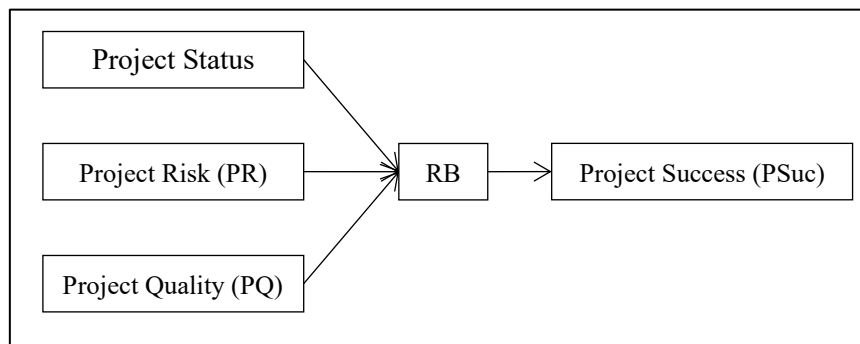 Project Status
Project Risk (PR)
RB
Project Success (PSuc)
Project Quality (PQ)